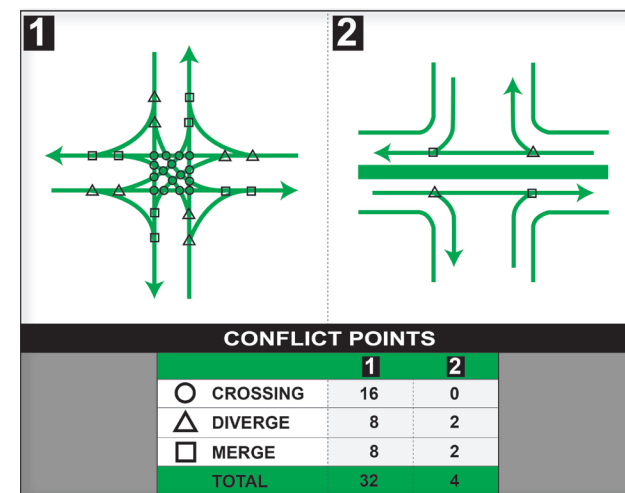 1 2
CONFLICT POINTS
1 2
CROSSING 16 0
DIVERGE 8 2
MERGE 8 2
TOTAL 32 4